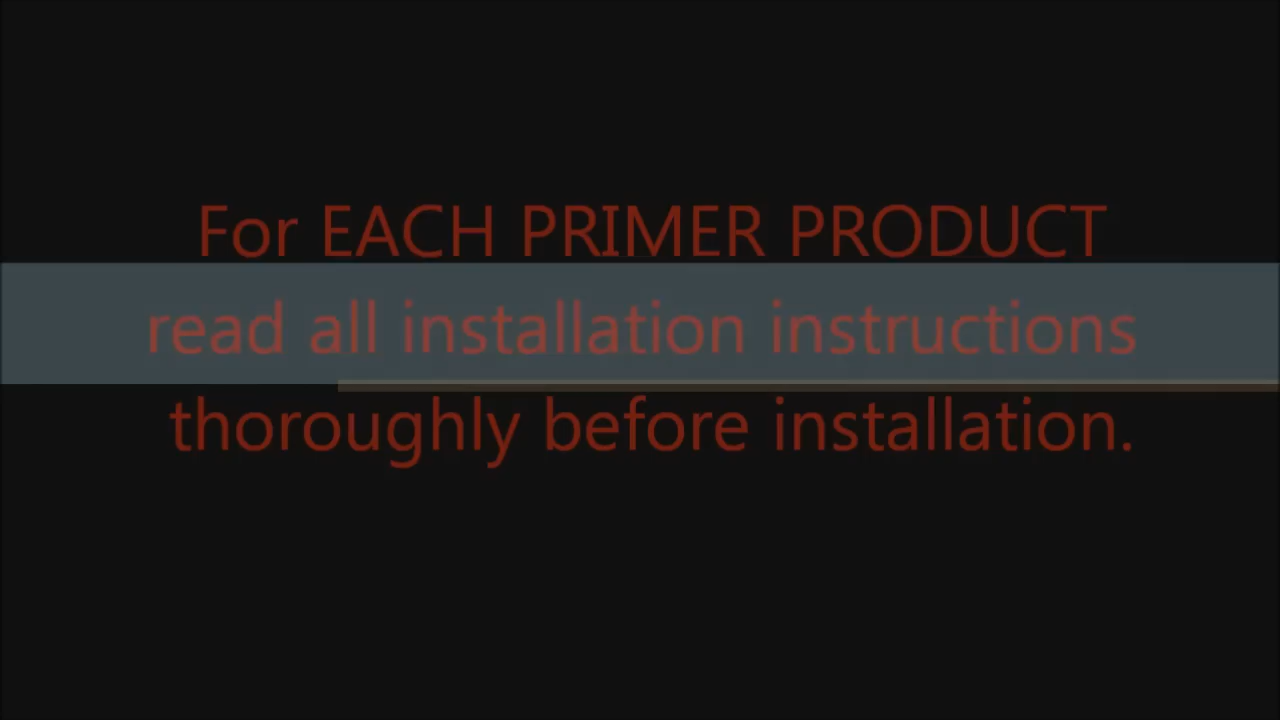 For EACH PRIMER PRODUCT
read all installation instructions
thoroughly before installation.